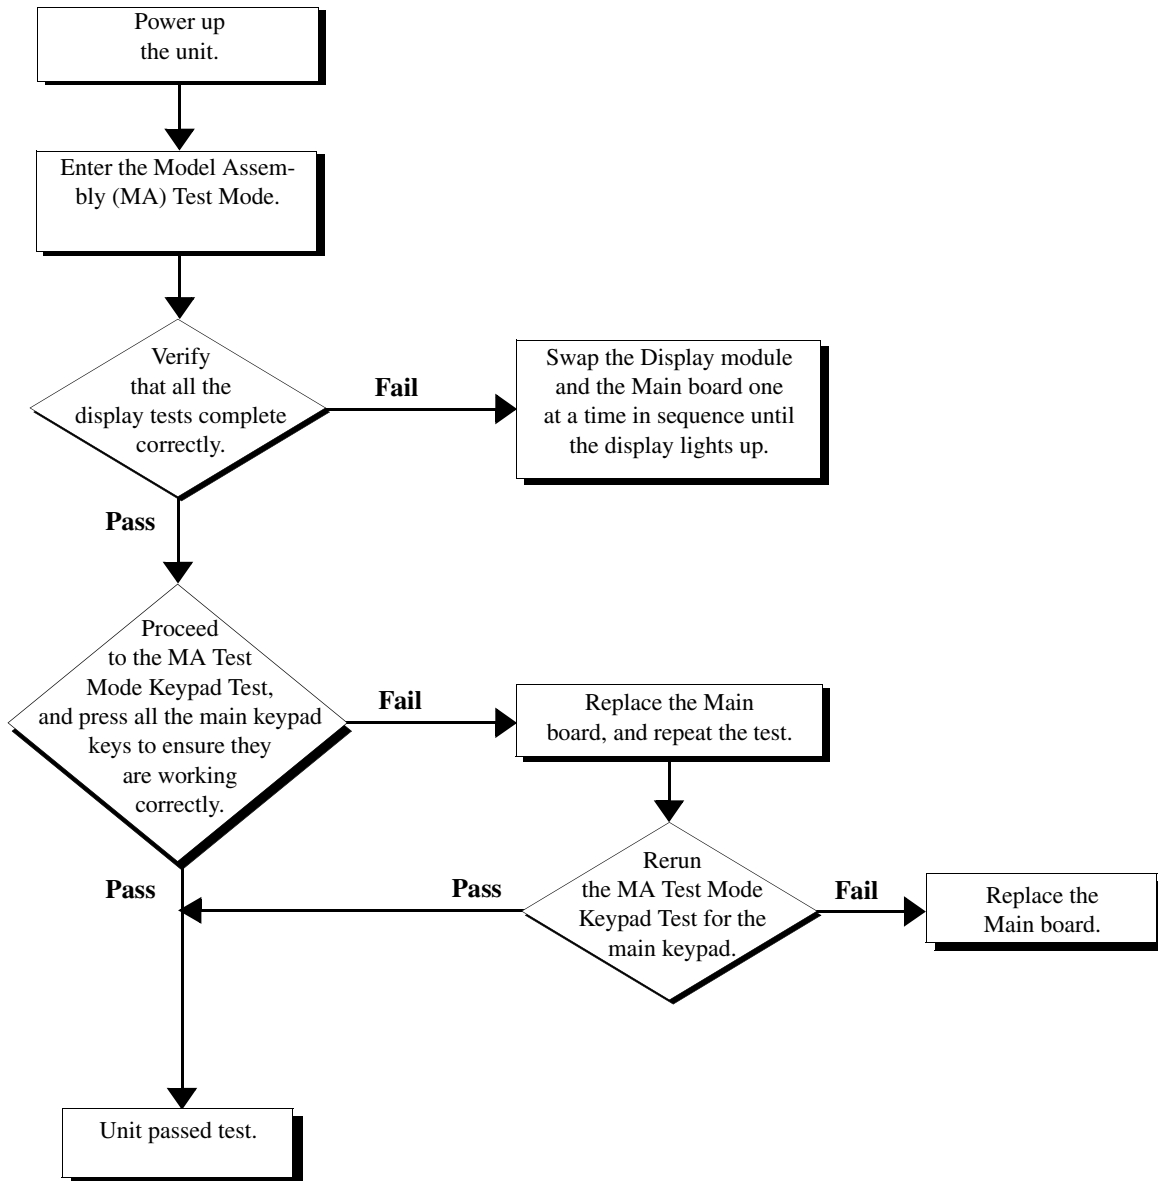 Power up
the unit.
Enter the Model Assem-
bly (MA) Test Mode.
Verify
that all the
display tests complete
correctly.
Fail
Swap the Display module
and the Main board one
at a time in sequence until
the display lights up.
Pass
Proceed
to the MA Test
Mode Keypad Test,
and press all the main keypad
keys to ensure they
are working
correctly.
Fail
Replace the Main
board, and repeat the test.
Pass
Pass
Rerun
the MA Test Mode
Keypad Test for the
main keypad.
Fail
Replace the
Main board.
Unit passed test.